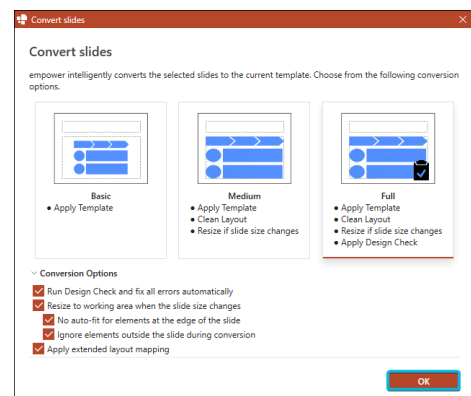 Convert slides
Convert slides
empower intelligently converts the selected slides to the current template. Choose from the following conversion
options.
Basic
• Apply Template
Medium
• Apply Template
• Clean Layout
• Resize if slide size changes
Full
• Apply Template
• Clean Layout
• Resize if slide size changes
• Apply Design Check
Conversion Options
Run Design Check and fix all errors automatically
Resize to working area when the slide size changes
No auto-fit for elements at the edge of the slide
Ignore elements outside the slide during conversion
Apply extended layout mapping
OK